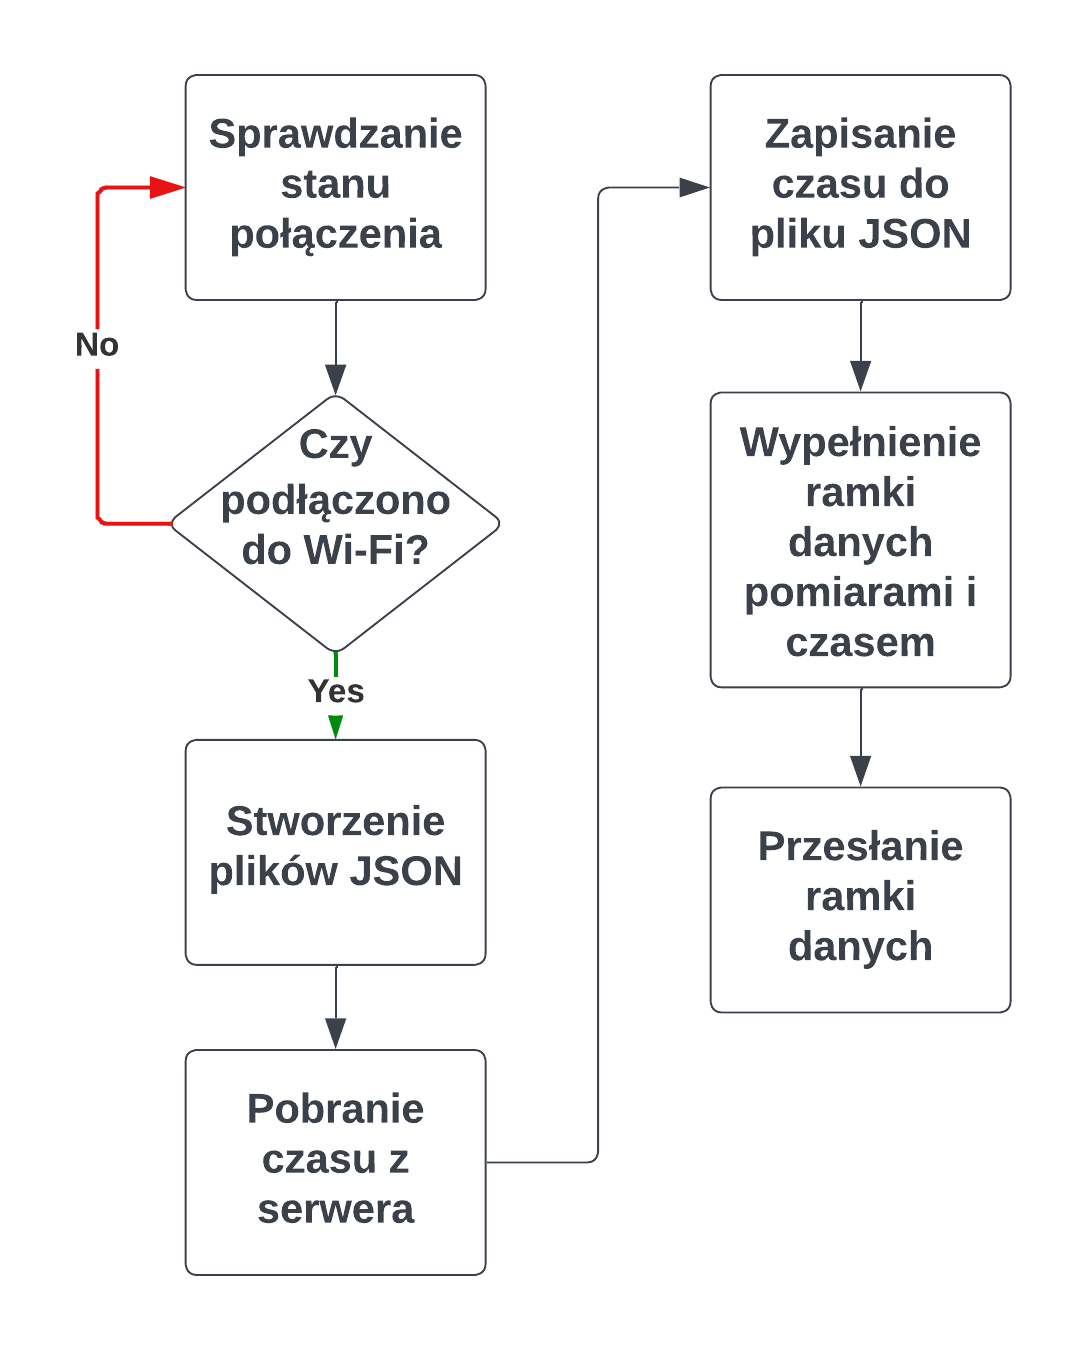 Sprawdzanie
stanu
połączenia
No
Czy
podłączono
do Wi-Fi?
Yes
Stworzenie
plików JSON
Pobranie
czasu z
serwera
Zapisanie
czasu do
pliku JSON
Wypełnienie
ramki
danych
pomiarami i
czasem
Przesłanie
ramki
danych